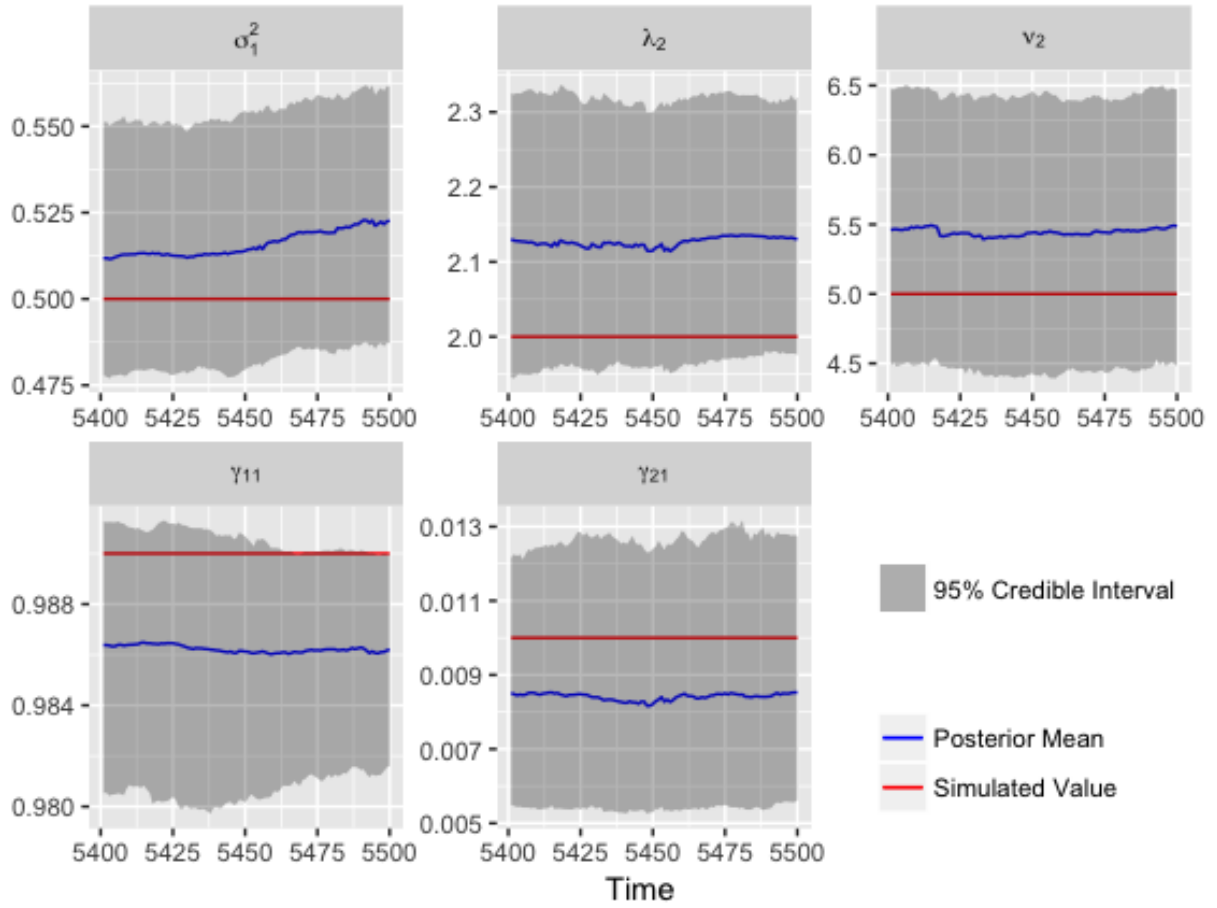 σ₁² λ₂ ν₂
0.550 2.3 6.5
0.525 2.2 6.0
0.500 2.1 5.5
0.475 2.0 5.0
4.5
5400 5425 5450 5475 5500 5400 5425 5450 5475 5500 5400 5425 5450 5475 5500
γ₁₁ γ₂₁
0.988 0.013
0.984 0.011
0.980 0.009
0.007
0.005
5400 5425 5450 5475 5500 5400 5425 5450 5475 5500
Time
95% Credible Interval
Posterior Mean
Simulated Value